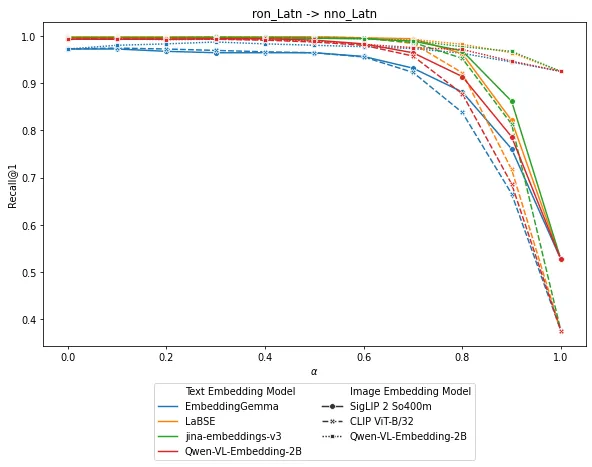 ron_Latn -> nno_Latn
Recall@1
1.0
0.9
0.8
0.7
0.6
0.5
0.4
0.0
0.2
0.4
0.6
0.8
1.0
α
Text Embedding Model
EmbeddingGemma
LaBSE
jina-embeddings-v3
Qwen-VL-Embedding-2B
Image Embedding Model
SigLIP 2 So400m
CLIP ViT-B/32
Qwen-VL-Embedding-2B